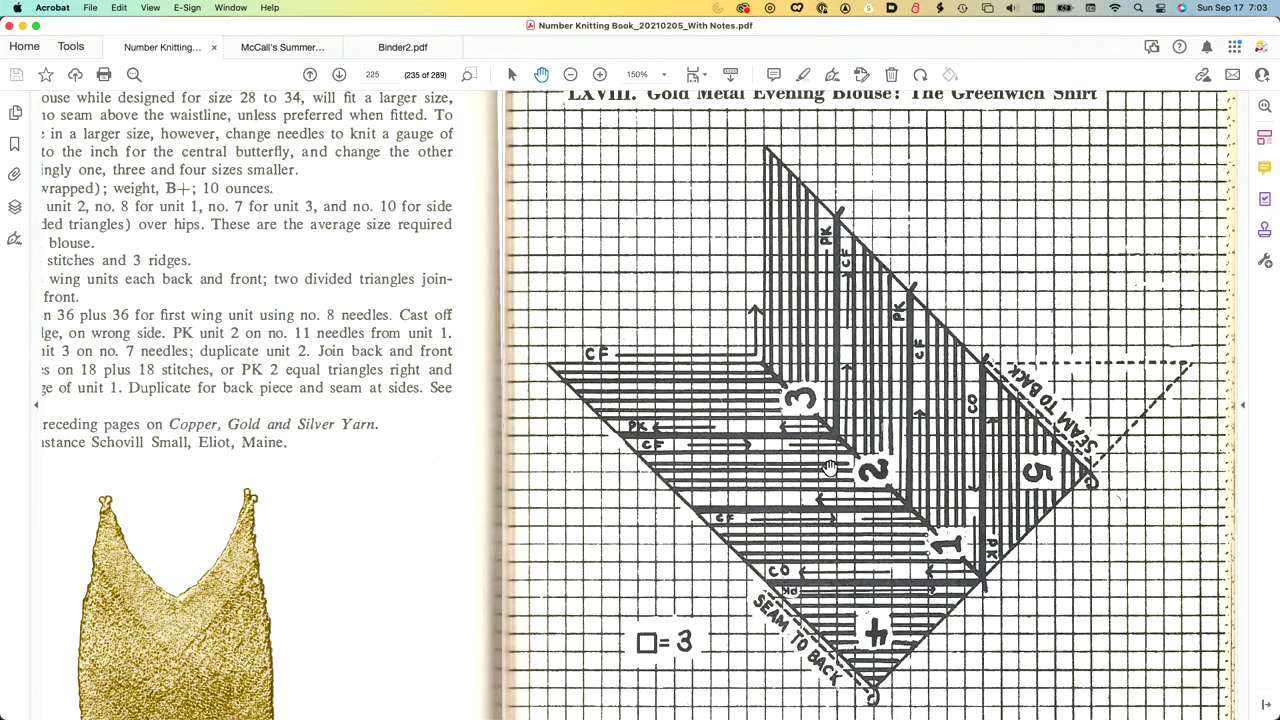 Acrobat File Edit View E-Sign Window Help
Sun Sep 17 7:03
Number Knitting Book_20210205_With Notes.pdf
Home Tools Number Knitting... × McCall's Summer... Binder2.pdf
225 (235 of 289) 150%
ouse while designed for size 28 to 34, will fit a larger size,
no seam above the waistline, unless preferred when fitted. To
in a larger size, however, change needles to knit a gauge of
to the inch for the central butterfly, and change the other
ingly one, three and four sizes smaller.
wrapped); weight, B+; 10 ounces.
unit 2, no. 8 for unit 1, no. 7 for unit 3, and no. 10 for side
ded triangles) over hips. These are the average size required
blouse.
stitches and 3 ridges.
wing units each back and front; two divided triangles join-
front.
n 36 plus 36 for first wing unit using no. 8 needles. Cast off
lge, on wrong side. PK unit 2 on no. 11 needles from unit 1.
nit 3 on no. 7 needles; duplicate unit 2. Join back and front
s on 18 plus 18 stitches, or PK 2 equal triangles right and
ge of unit 1. Duplicate for back piece and seam at sides. See
receding pages on Copper, Gold and Silver Yarn.
nstance Schovill Small, Eliot, Maine.
LXVIII. Gold Metal Evening Blouse: The Greenwich Shirt
PK
CF
PK
CF
CF
CO
SEAM TO BACK
3
PK
CF
2
5
CF
1
PK
CO
PK
SEAM TO BACK
4
□= 3